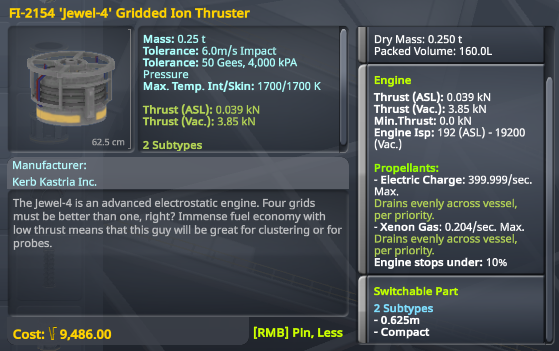 FI-2154 'Jewel-4' Gridded Ion Thruster
62.5 cm
Mass: 0.25 t
Tolerance: 6.0m/s Impact
Tolerance: 50 Gees, 4,000 kPA
Pressure
Max. Temp. Int/Skin: 1700/1700 K
Thrust (ASL): 0.039 kN
Thrust (Vac.): 3.85 kN
2 Subtypes
Manufacturer:
Kerb Kastria Inc.
The Jewel-4 is an advanced electrostatic engine. Four grids
must be better than one, right? Immense fuel economy with
low thrust means that this guy will be great for clustering or for
probes.
Cost: 9,486.00
[RMB] Pin, Less
Dry Mass: 0.250 t
Packed Volume: 160.0L
Engine
Thrust (ASL): 0.039 kN
Thrust (Vac.): 3.85 kN
Min.Thrust: 0.0 kN
Engine Isp: 192 (ASL) - 19200
(Vac.)
Propellants:
- Electric Charge: 399.999/sec.
Max.
Drains evenly across vessel,
per priority.
- Xenon Gas: 0.204/sec. Max.
Drains evenly across vessel,
per priority.
Engine stops under: 10%
Switchable Part
2 Subtypes
- 0.625m
- Compact